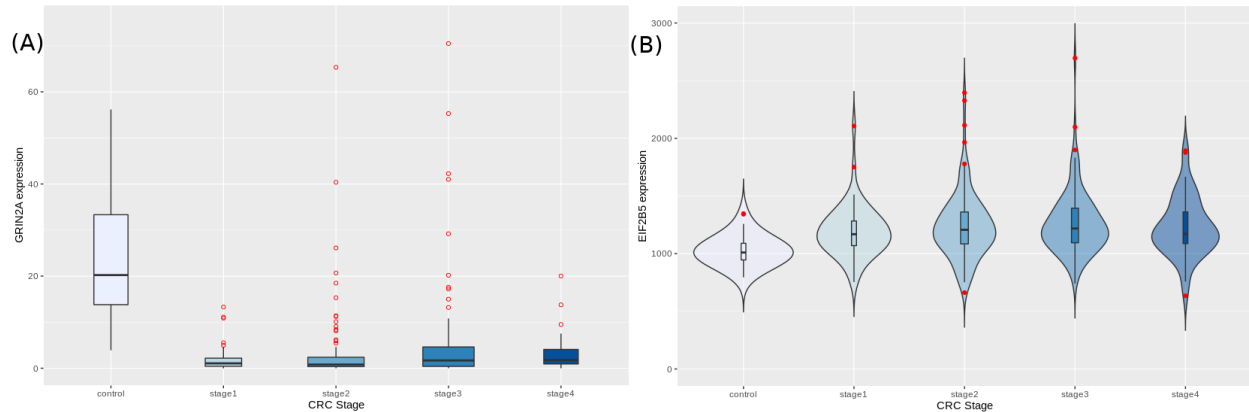 (A)
GRIN2A expression
60
40
20
0
control
stage1
stage2
stage3
stage4
CRC Stage
(B)
EIF2B5 expression
3000
2000
1000
0
control
stage1
stage2
stage3
stage4
CRC Stage